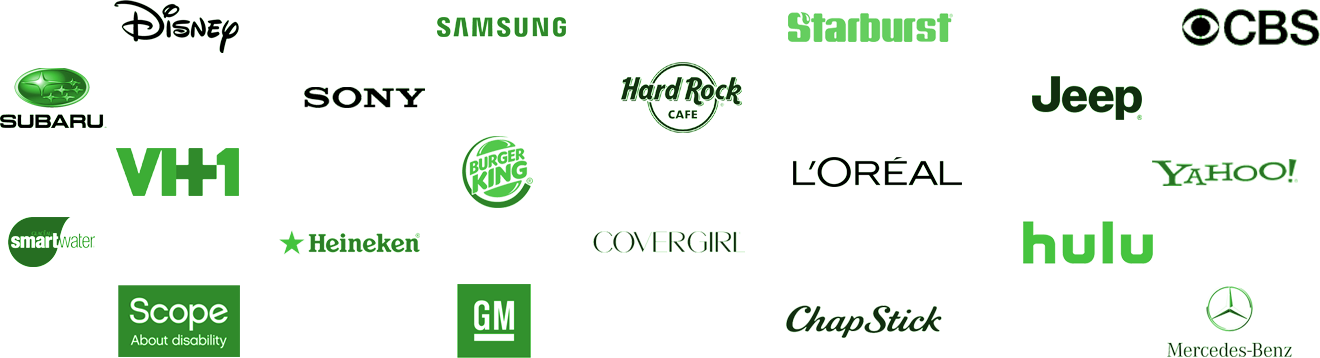 Disney
SAMSUNG
Starburst
CBS
SUBARU
SONY
Hard Rock
CAFE
Jeep
VH1
BURGER
KING
L'ORÉAL
YAHOO!
smartwater
Heineken
COVERGIRL
hulu
Scope
About disability
GM
ChapStick
Mercedes-Benz